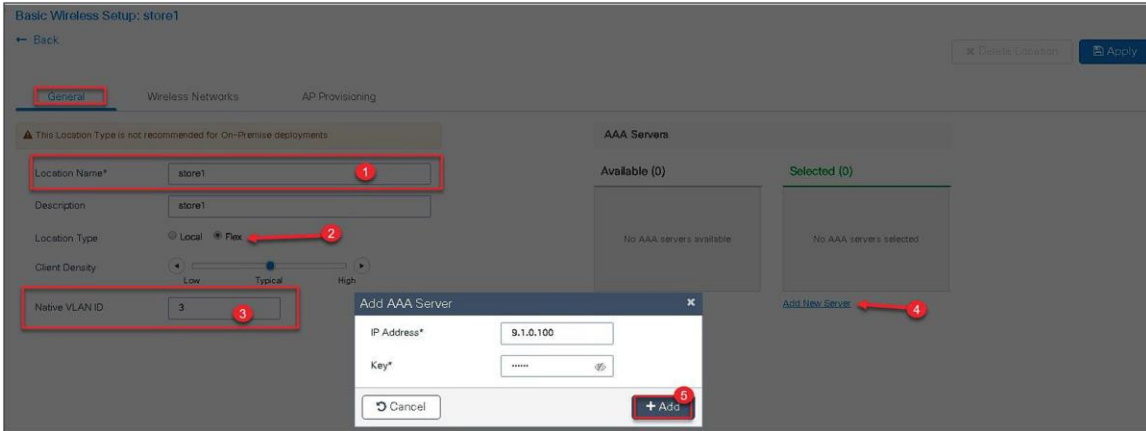 Basic Wireless Setup: store1
← Back
✖ Delete Location
Apply
General
Wireless Networks
AP Provisioning
This Location Type is not recommended for On-Premise deployments
AAA Servers
Location Name*
store1
1
Description
store1
Location Type
Local
Flex
2
Client Density
Low
Typical
High
Native VLAN ID
3
3
Available (0)
Selected (0)
No AAA servers available
No AAA servers selected
Add New Server
4
Add AAA Server
×
IP Address*
9.1.0.100
Key*
••••••
Cancel
+ Add
5